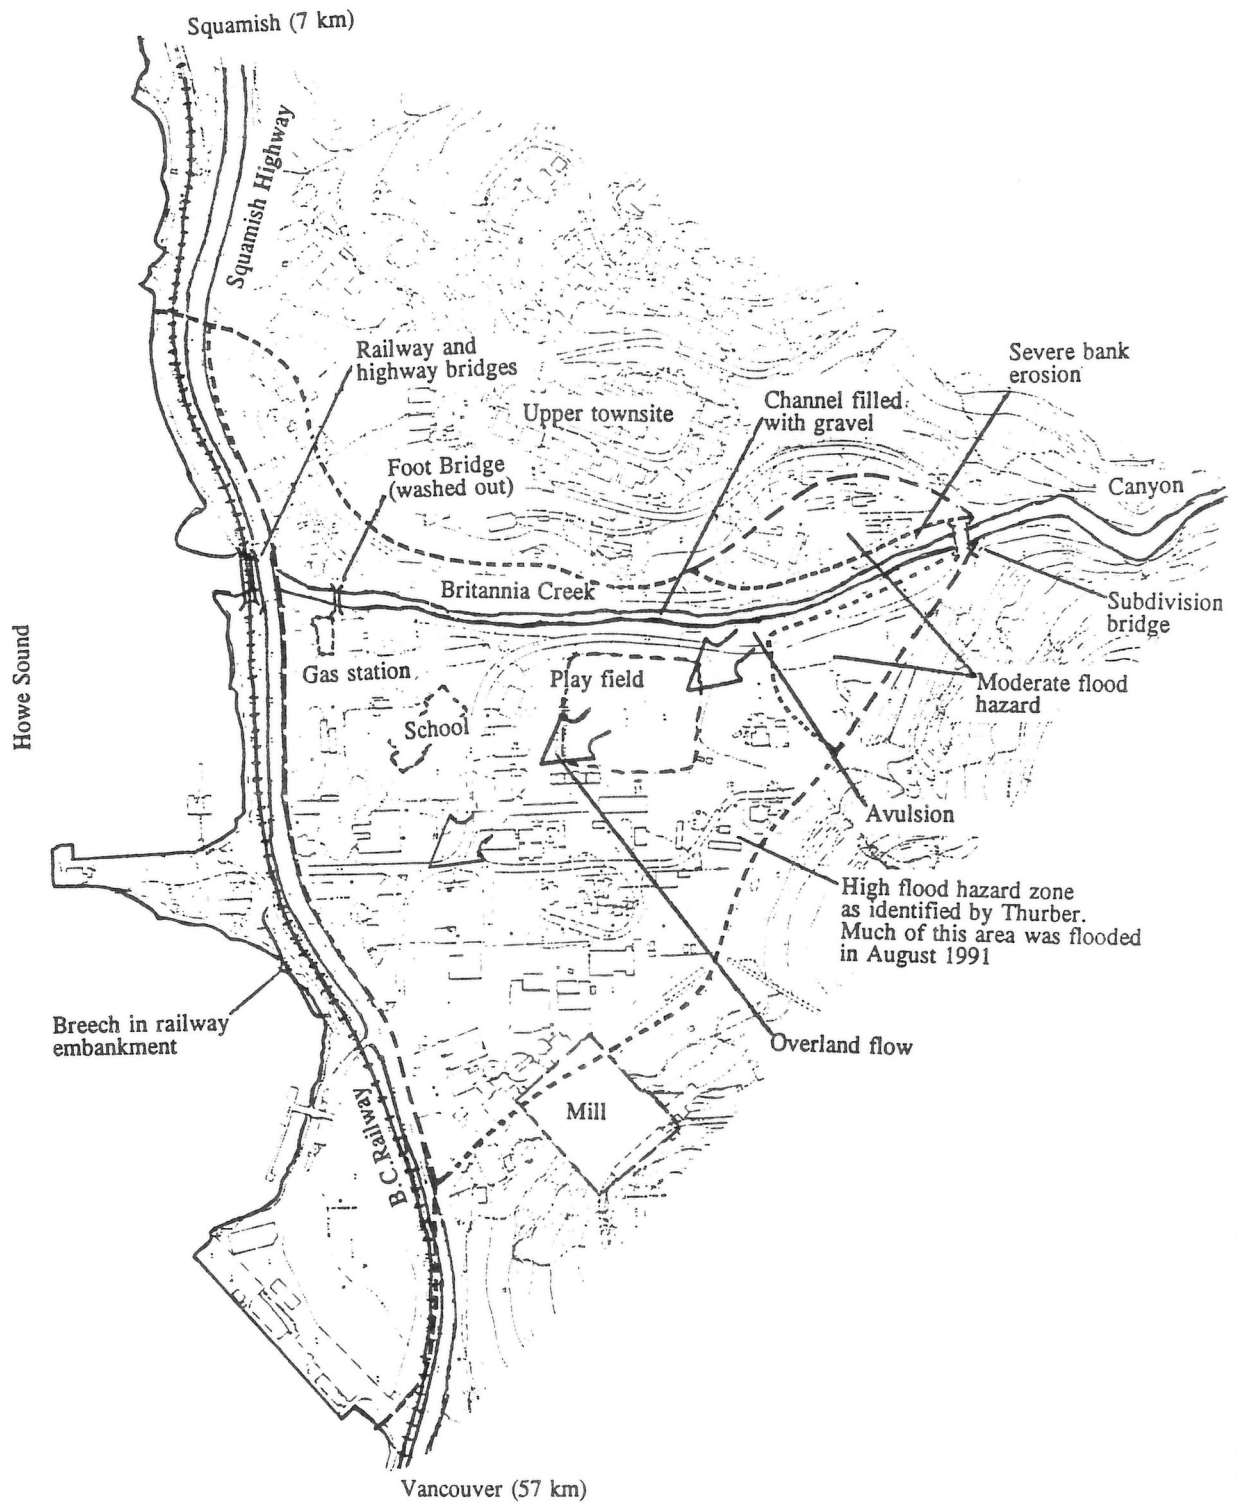 Squamish (7 km)
Squamish Highway
Railway and
highway bridges
Severe bank
erosion
Channel filled
with gravel
Upper townsite
Foot Bridge
(washed out)
Canyon
Britannia Creek
Subdivision
bridge
Howe Sound
Gas station
Play field
Moderate flood
hazard
School
Avulsion
High flood hazard zone
as identified by Thurber.
Much of this area was flooded
in August 1991
Breech in railway
embankment
Overland flow
Mill
B.C. Railway
Vancouver (57 km)